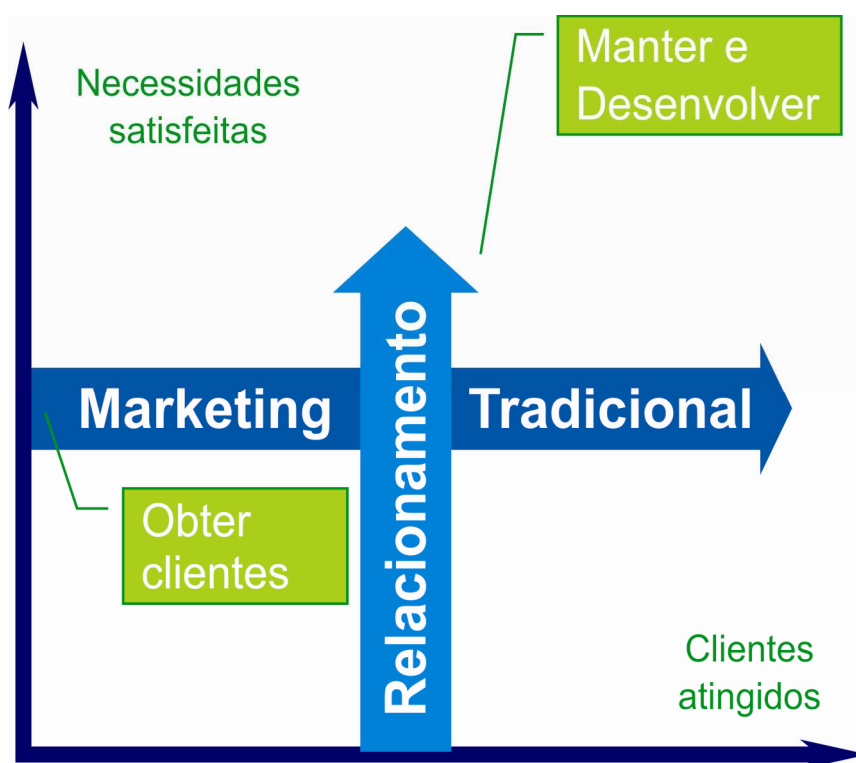 Manter e
Desenvolver
Necessidades
satisfeitas
Relacionamento
Marketing
Tradicional
Obter
clientes
Clientes
atingidos